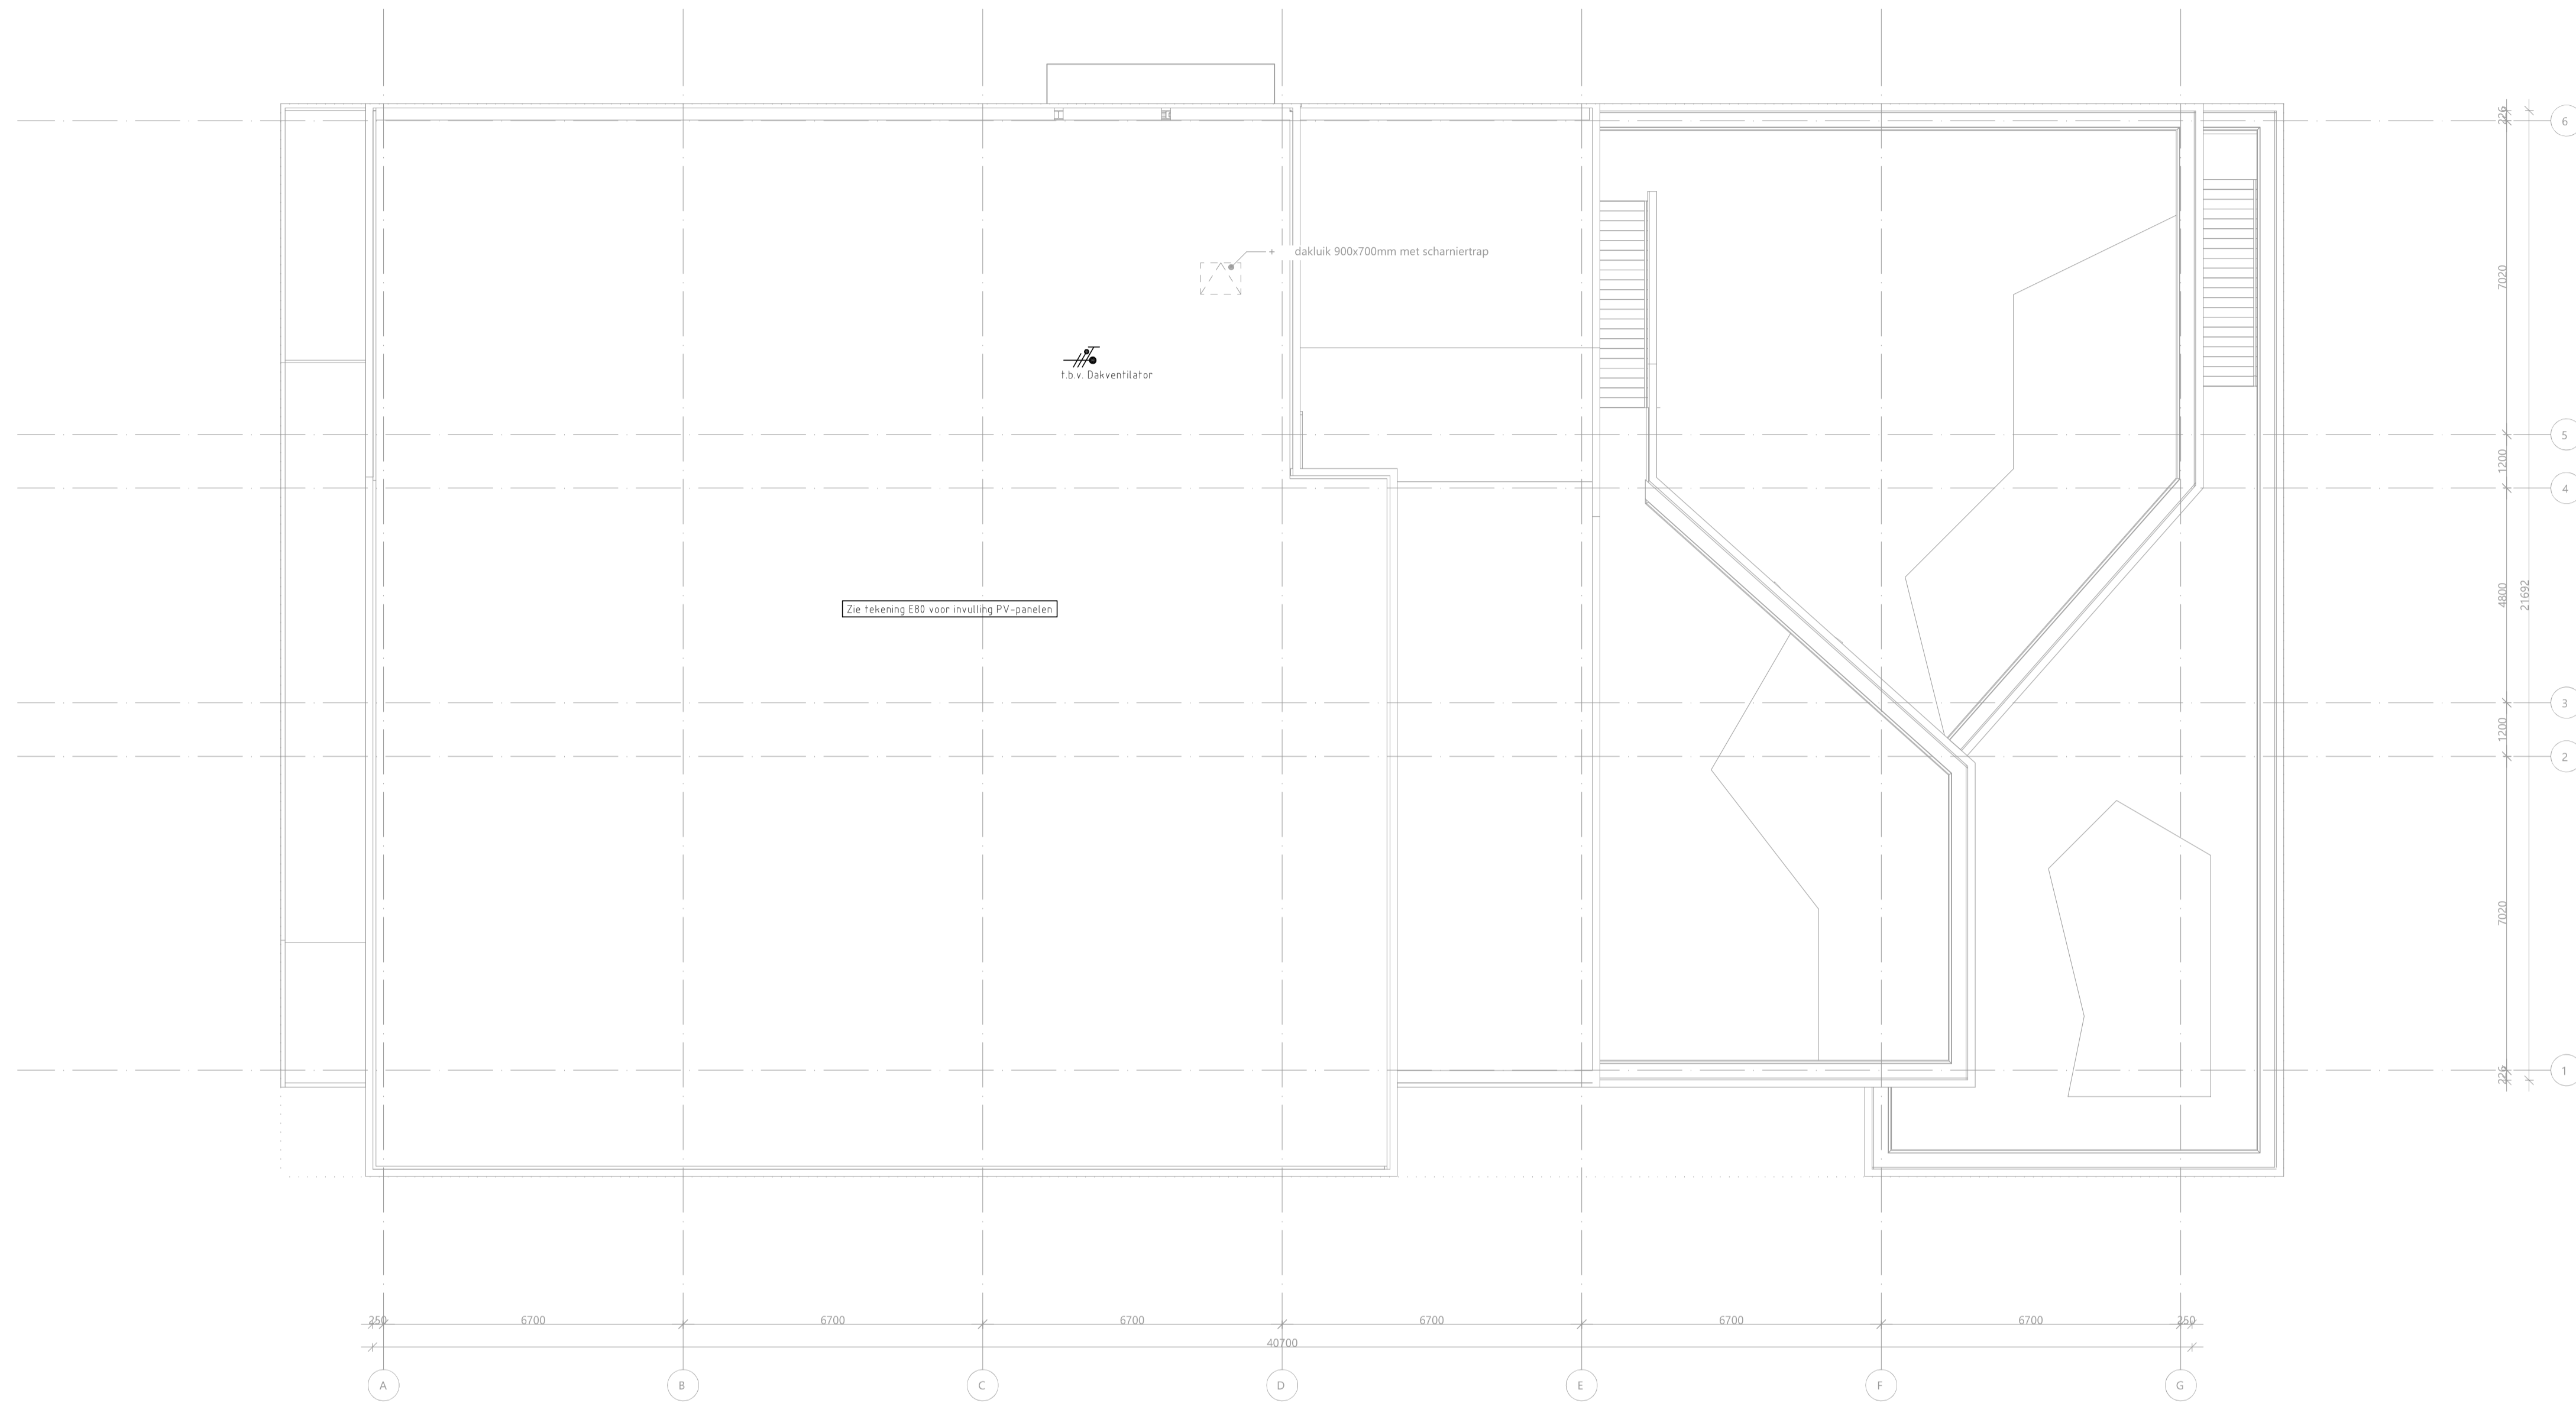 226
6
dakluik 900x700mm met scharniertrap
7020
t.b.v. Dakventilator
5
1200
4
Zie tekening E80 voor invulling PV-panelen
4800
21692
3
1200
2
7020
226
1
250
6700
6700
6700
6700
6700
6700
250
40700
A
B
C
D
E
F
G